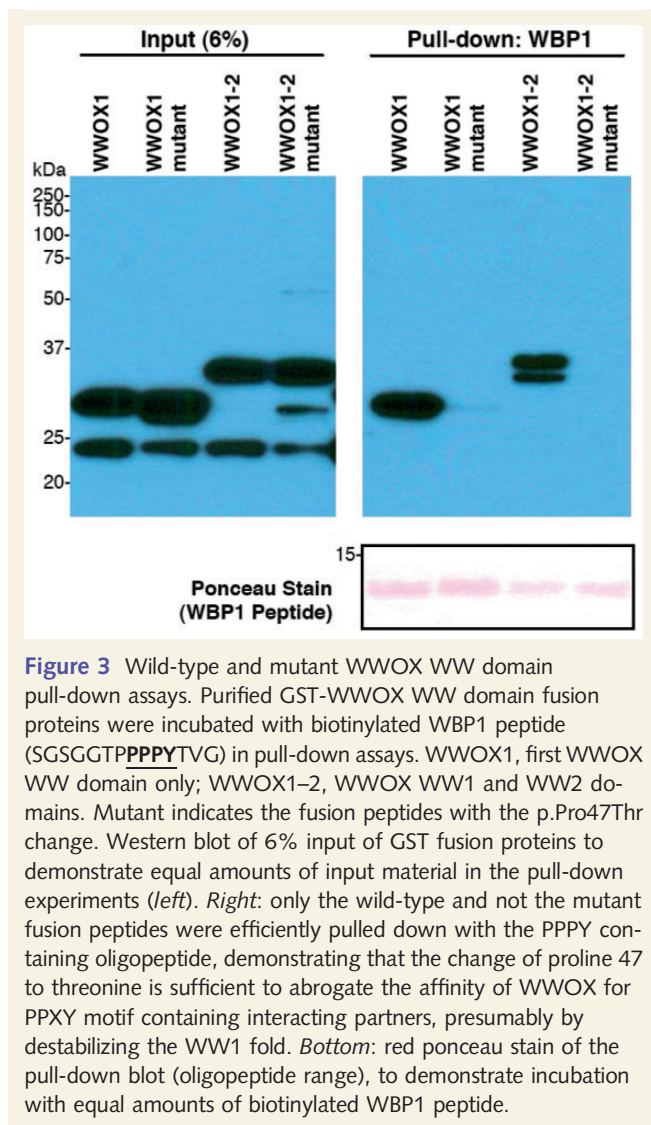 Input (6%)
Pull-down: WBP1
WWOX1
WWOX1 mutant
WWOX1-2
WWOX1-2 mutant
WWOX1
WWOX1 mutant
WWOX1-2
WWOX1-2 mutant
kDa
250-
150-
100-
75-
50-
37-
25-
20-
15-
Ponceau Stain
(WBP1 Peptide)
Figure 3 Wild-type and mutant WWOX WW domain
pull-down assays. Purified GST-WWOX WW domain fusion
proteins were incubated with biotinylated WBP1 peptide
(SGSGGTPPPPYTVG) in pull-down assays. WWOX1, first WWOX
WW domain only; WWOX1–2, WWOX WW1 and WW2 do-
mains. Mutant indicates the fusion peptides with the p.Pro47Thr
change. Western blot of 6% input of GST fusion proteins to
demonstrate equal amounts of input material in the pull-down
experiments (left). Right: only the wild-type and not the mutant
fusion peptides were efficiently pulled down with the PPPY con-
taining oligopeptide, demonstrating that the change of proline 47
to threonine is sufficient to abrogate the affinity of WWOX for
PPXY motif containing interacting partners, presumably by
destabilizing the WW1 fold. Bottom: red ponceau stain of the
pull-down blot (oligopeptide range), to demonstrate incubation
with equal amounts of biotinylated WBP1 peptide.